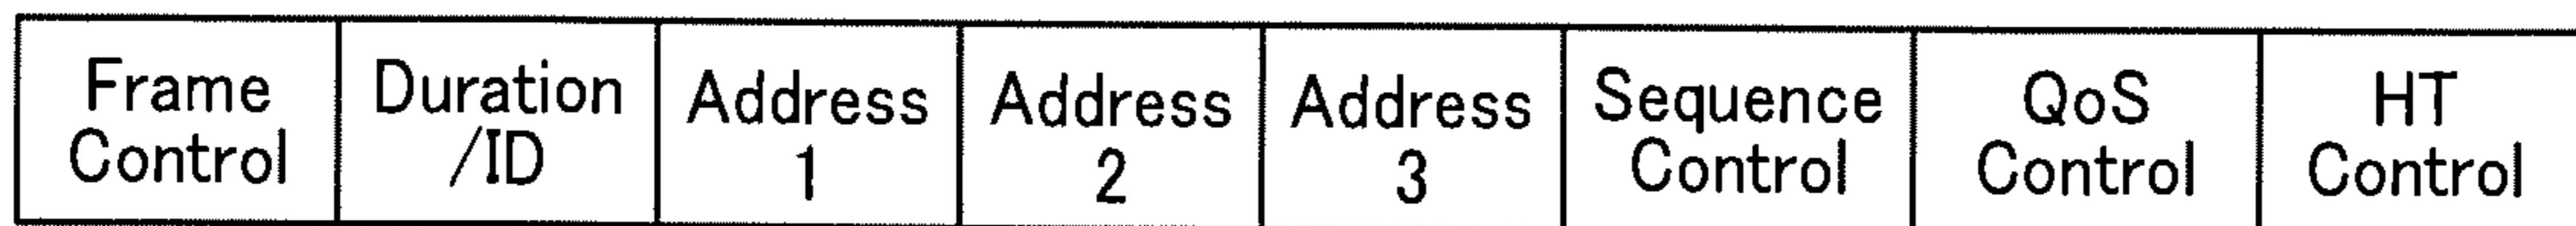 Frame
Control
Duration
/ID
Address
1
Address
2
Address
3
Sequence
Control
QoS
Control
HT
Control